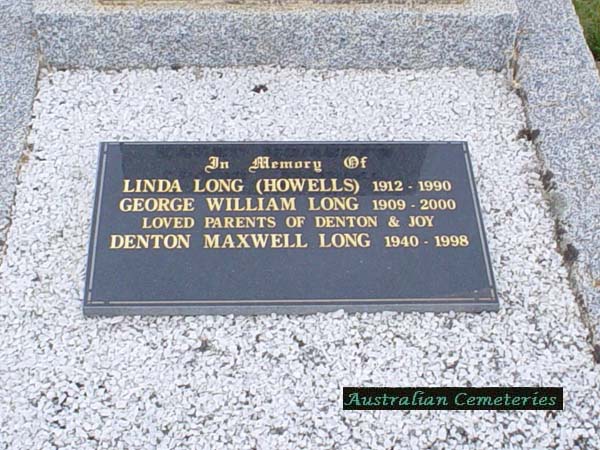 In Memory Of
LINDA LONG (HOWELLS) 1912 - 1990
GEORGE WILLIAM LONG 1909 - 2000
LOVED PARENTS OF DENTON & JOY
DENTON MAXWELL LONG 1940 - 1998
Australian Cemeteries